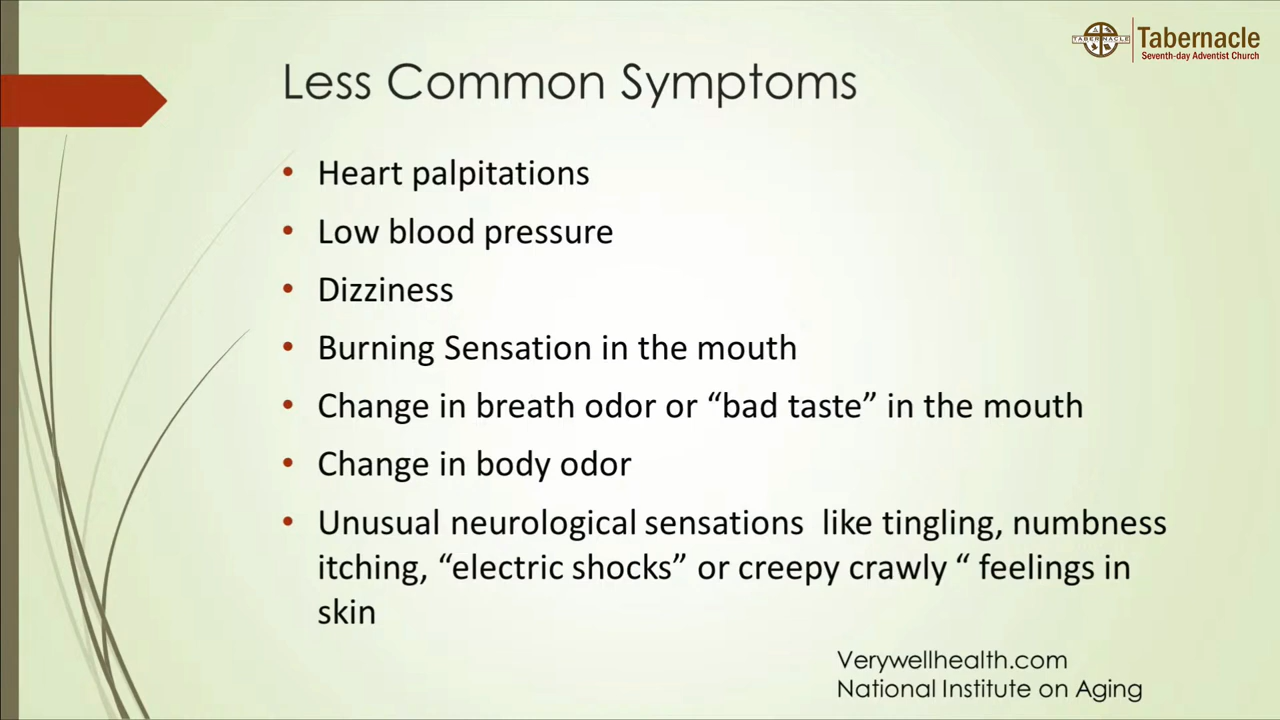 TABERNACLE
Tabernacle
Seventh-day Adventist Church
Less Common Symptoms
• Heart palpitations
• Low blood pressure
• Dizziness
• Burning Sensation in the mouth
• Change in breath odor or “bad taste” in the mouth
• Change in body odor
• Unusual neurological sensations  like tingling, numbness
itching, “electric shocks” or creepy crawly “ feelings in
skin
Verywellhealth.com
National Institute on Aging